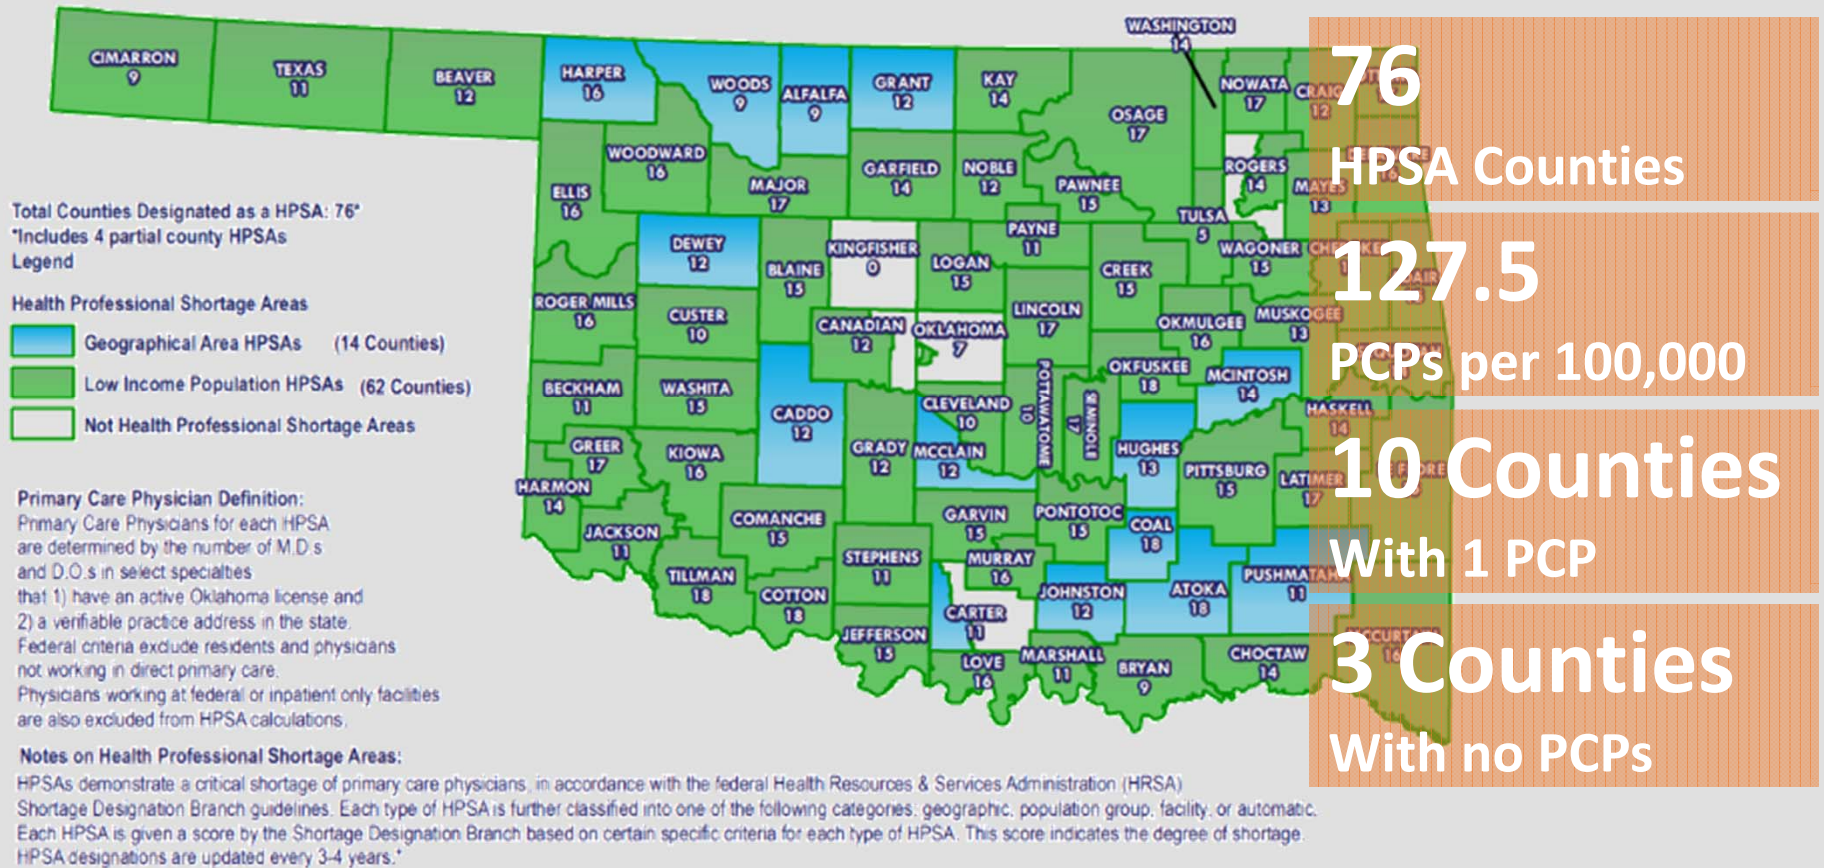 WASHINGTON
14
CIMARRON
9
TEXAS
11
BEAVER
12
HARPER
16
WOODS
9
ALFALFA
9
GRANT
12
KAY
14
OSAGE
17
NOWATA
17
CRAIG
12
WOODWARD
16
ELLIS
16
MAJOR
17
GARFIELD
14
NOBLE
12
PAWNEE
15
ROGERS
14
MAYES
13
TULSA
5
DEWEY
12
BLAINE
15
KINGFISHER
0
LOGAN
15
PAYNE
11
CREEK
15
WAGONER
15
ROGER MILLS
16
CUSTER
10
CANADIAN
12
OKLAHOMA
7
LINCOLN
17
OKMULGEE
16
MUSKOGEE
13
BECKHAM
11
WASHITA
15
CADDO
12
CLEVELAND
10
POTTAWATOMIE
10
SEMINOLE
17
OKFUSKEE
18
MCINTOSH
14
HASKELL
14
GREER
17
KIOWA
16
GRADY
12
MCCLAIN
12
HUGHES
13
PITTSBURG
15
LATIMER
17
HARMON
14
JACKSON
11
COMANCHE
15
GARVIN
15
PONTOTOC
15
COAL
18
TILLMAN
18
COTTON
18
STEPHENS
11
MURRAY
16
JOHNSTON
12
ATOKA
18
PUSHMATAHA
11
JEFFERSON
15
CARTER
11
LOVE
16
MARSHALL
11
BRYAN
9
CHOCTAW
14
MCCURTAIN
16
76
HPSA Counties
127.5
PCPs per 100,000
10 Counties
With 1 PCP
3 Counties
With no PCPs
Total Counties Designated as a HPSA: 76*
*Includes 4 partial county HPSAs
Legend
Health Professional Shortage Areas
Geographical Area HPSAs (14 Counties)
Low Income Population HPSAs (62 Counties)
Not Health Professional Shortage Areas
Primary Care Physician Definition:
Primary Care Physicians for each HPSA
are determined by the number of M.D.s
and D.O.s in select specialties
that 1) have an active Oklahoma license and
2) a verifiable practice address in the state.
Federal criteria exclude residents and physicians
not working in direct primary care.
Physicians working at federal or inpatient only facilities
are also excluded from HPSA calculations.
Notes on Health Professional Shortage Areas:
HPSAs demonstrate a critical shortage of primary care physicians, in accordance with the federal Health Resources & Services Administration (HRSA)
Shortage Designation Branch guidelines. Each type of HPSA is further classified into one of the following categories: geographic, population group, facility, or automatic.
Each HPSA is given a score by the Shortage Designation Branch based on certain specific criteria for each type of HPSA. This score indicates the degree of shortage.
HPSA designations are updated every 3-4 years.*